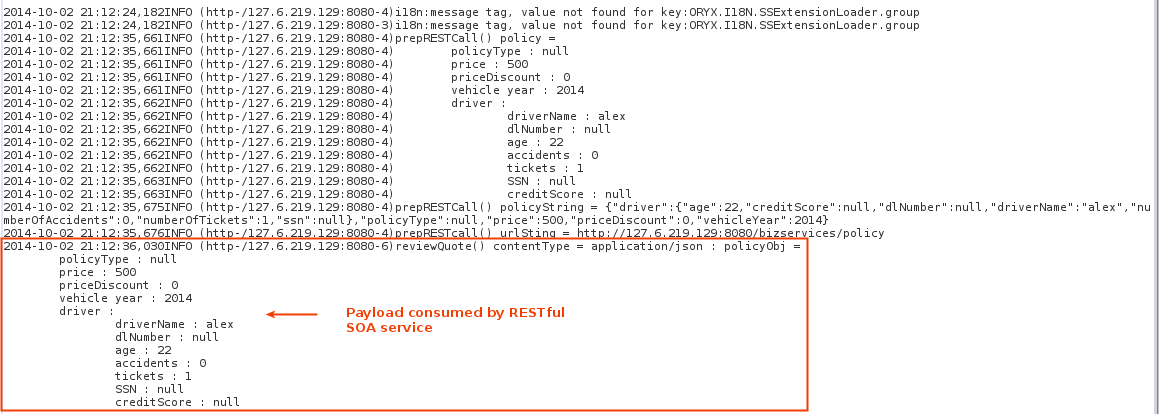 2014-10-02 21:12:24,182INFO (http-/127.6.219.129:8080-4)i18n:message tag, value not found for key:ORYX.I18N.SSExtensionLoader.group
2014-10-02 21:12:24,182INFO (http-/127.6.219.129:8080-3)i18n:message tag, value not found for key:ORYX.I18N.SSExtensionLoader.group
2014-10-02 21:12:35,661INFO (http-/127.6.219.129:8080-4)prepRESTCall() policy =
2014-10-02 21:12:35,661INFO (http-/127.6.219.129:8080-4)        policyType : null
2014-10-02 21:12:35,661INFO (http-/127.6.219.129:8080-4)        price : 500
2014-10-02 21:12:35,661INFO (http-/127.6.219.129:8080-4)        priceDiscount : 0
2014-10-02 21:12:35,661INFO (http-/127.6.219.129:8080-4)        vehicle year : 2014
2014-10-02 21:12:35,662INFO (http-/127.6.219.129:8080-4)        driver :
2014-10-02 21:12:35,662INFO (http-/127.6.219.129:8080-4)                driverName : alex
2014-10-02 21:12:35,662INFO (http-/127.6.219.129:8080-4)                dlNumber : null
2014-10-02 21:12:35,662INFO (http-/127.6.219.129:8080-4)                age : 22
2014-10-02 21:12:35,662INFO (http-/127.6.219.129:8080-4)                accidents : 0
2014-10-02 21:12:35,662INFO (http-/127.6.219.129:8080-4)                tickets : 1
2014-10-02 21:12:35,663INFO (http-/127.6.219.129:8080-4)                SSN : null
2014-10-02 21:12:35,663INFO (http-/127.6.219.129:8080-4)                creditScore : null
2014-10-02 21:12:35,675INFO (http-/127.6.219.129:8080-4)prepRESTCall() policyString = {"driver":{"age":22,"creditScore":null,"dlNumber":null,"driverName":"alex","nu
mberOfAccidents":0,"numberOfTickets":1,"ssn":null},"policyType":null,"price":500,"priceDiscount":0,"vehicleYear":2014}
2014-10-02 21:12:35,676INFO (http-/127.6.219.129:8080-4)prepRESTCall() urlSting = http://127.6.219.129:8080/bizservices/policy
2014-10-02 21:12:36,030INFO (http-/127.6.219.129:8080-6)reviewQuote() contentType = application/json : policyObj =
        policyType : null
        price : 500
        priceDiscount : 0
        vehicle year : 2014
        driver :
Payload consumed by RESTful
SOA service
                driverName : alex
                dlNumber : null
                age : 22
                accidents : 0
                tickets : 1
                SSN : null
                creditScore : null